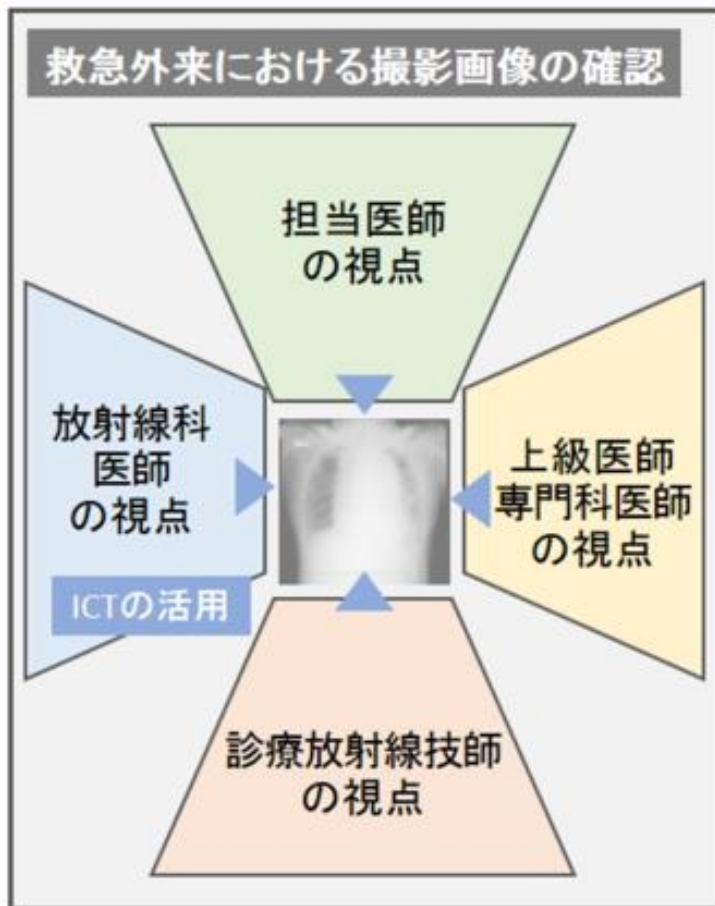 救急外来における撮影画像の確認
担当医師
の視点
放射線科
医師
の視点
上級医師
専門科医師
の視点
ICTの活用
診療放射線技師
の視点